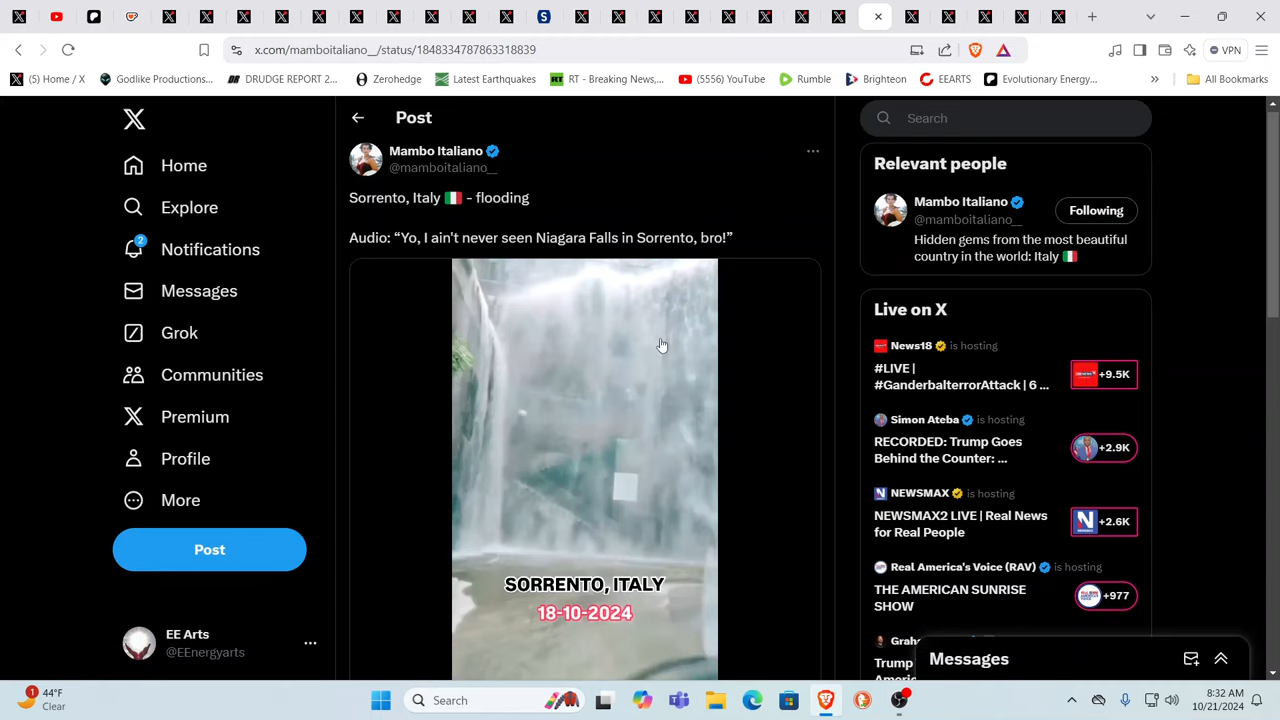 x.com/mamboitaliano__/status/1848334787863318839
VPN
(5) Home / X
Godlike Productions...
DRUDGE REPORT 2...
Zerohedge
Latest Earthquakes
RT - Breaking News,...
(5550) YouTube
Rumble
Brighteon
EEARTS
Evolutionary Energy...
»
All Bookmarks
Home
Explore
2
Notifications
Messages
Grok
Communities
Premium
Profile
More
Post
EE Arts
@EEnergyarts
Post
Mambo Italiano
@mamboitaliano__
Sorrento, Italy 🇮🇹 - flooding
Audio: “Yo, I ain't never seen Niagara Falls in Sorrento, bro!”
SORRENTO, ITALY
18-10-2024
Search
Relevant people
Mambo Italiano
@mamboitaliano__
Following
Hidden gems from the most beautiful
country in the world: Italy 🇮🇹
Live on X
News18 is hosting
#LIVE |
#GanderbalterrorAttack | 6 ...
+9.5K
Simon Ateba is hosting
RECORDED: Trump Goes
Behind the Counter: ...
+2.9K
NEWSMAX is hosting
NEWSMAX2 LIVE | Real News
for Real People
+2.6K
Real America's Voice (RAV) is hosting
THE AMERICAN SUNRISE
SHOW
+977
Messages
1
44°F
Clear
Search
8:32 AM
10/21/2024